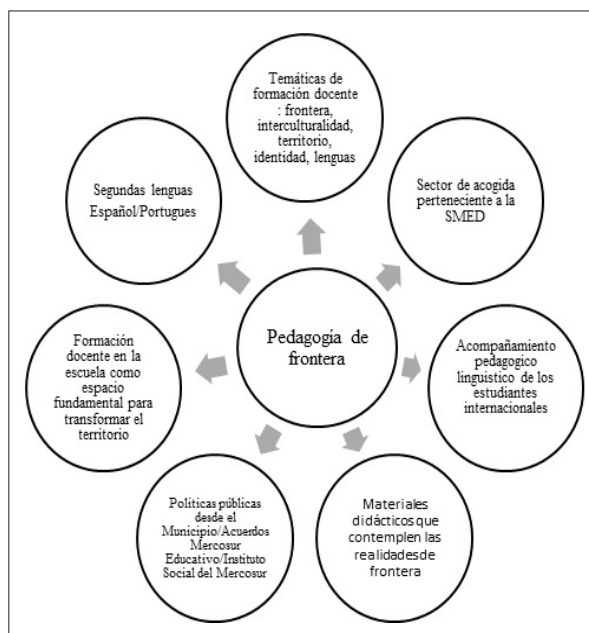 Temáticas de
formación docente
: frontera,
interculturalidad,
territorio,
identidad, lenguas
Sector de acogida
perteneciente a la
SMED
Acompañamiento
pedagogico
linguistico de los
estudiantes
internacionales
Materiales
didácticos que
contemplen las
realidadesde
frontera
Politicas públicas
desde el
Municipio/Acuerdos
Mercosur
Educativo/Instituto
Social del Mercosur
Formación
docente en la
escuela como
espacio
fundamental para
transformar el
territorio
Segundas lenguas
Español/Portugues
Pedagogia de
frontera